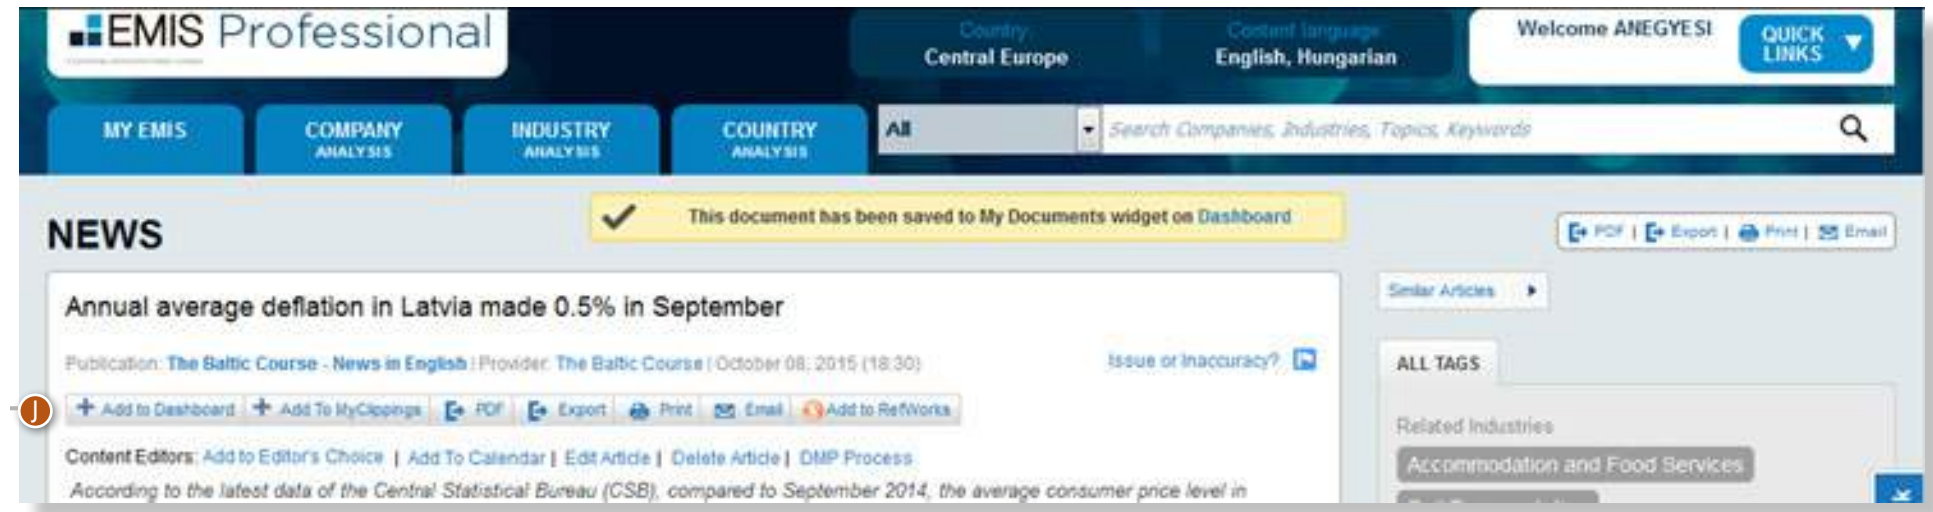 EMIS Professional
Country
Central Europe
Content language
English, Hungarian
Welcome ANEGYESI
QUICK LINKS
MY EMIS
COMPANY ANALYSIS
INDUSTRY ANALYSIS
COUNTRY ANALYSIS
All
Search Companies, Industries, Topics, Keywords
This document has been saved to My Documents widget on Dashboard
NEWS
PDF | Export | Print | Email
Annual average deflation in Latvia made 0.5% in September
Similar Articles
Publication: The Baltic Course - News in English | Provider: The Baltic Course | October 08, 2015 (18:30)
Issue or Inaccuracy?
ALL TAGS
J
Add to Dashboard Add To MyClippings PDF Export Print Email Add to RefWorks
Related Industries
Content Editors: Add to Editor's Choice | Add To Calendar | Edit Article | Delete Article | DMP Process
Accommodation and Food Services
According to the latest data of the Central Statistical Bureau (CSB), compared to September 2014, the average consumer price level in